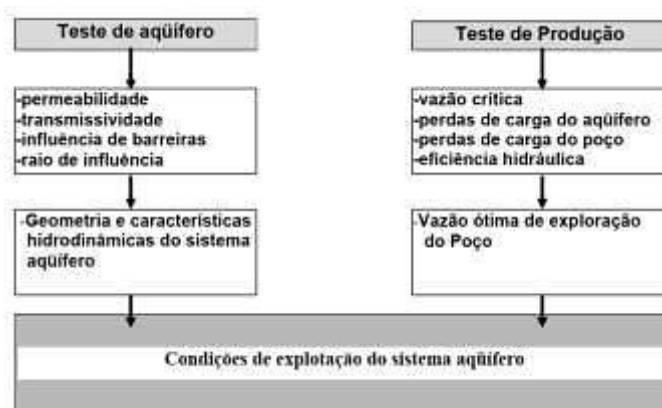 Teste de aqüífero
-permeabilidade
-transmissividade
-influência de barreiras
-raio de influência
-Geometria e características
hidrodinâmicas do sistema
aqüífero
Teste de Produção
-vazão crítica
-perdas de carga do aqüífero
-perdas de carga do poço
-eficiência hidráulica
-Vazão ótima de exploração
do Poço
Condições de explotação do sistema aqüífero